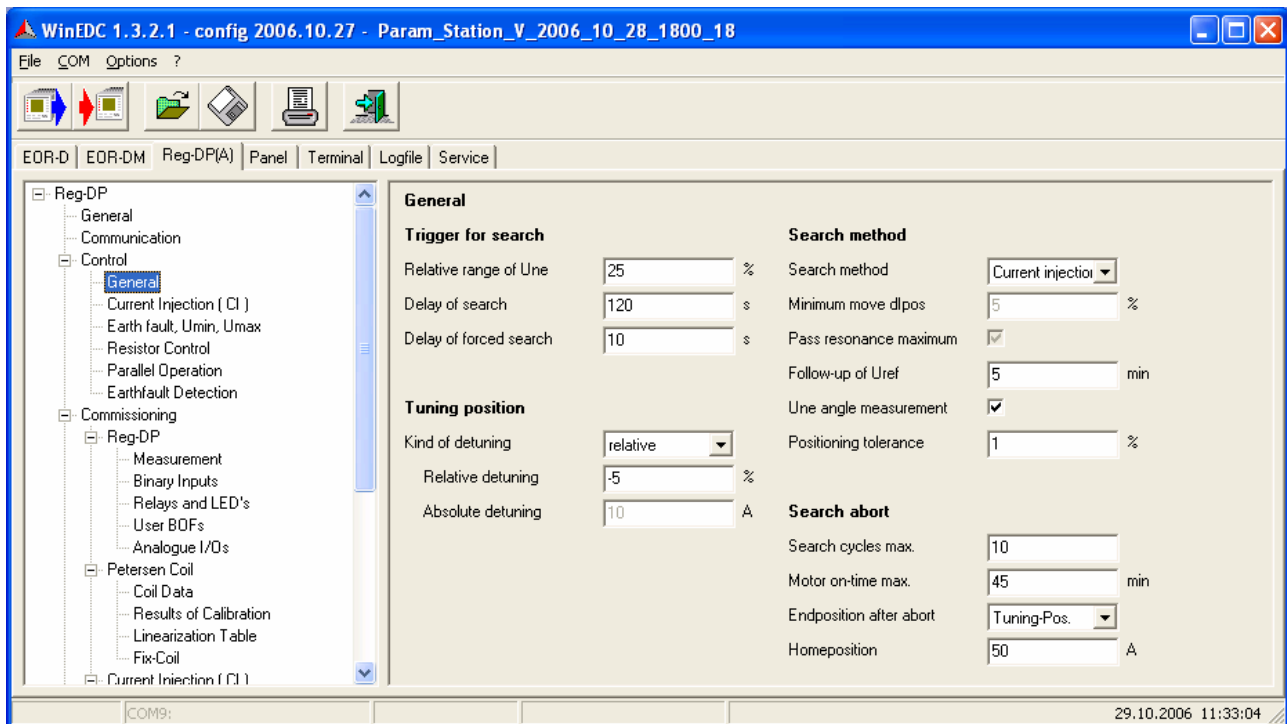 WinEDC 1.3.2.1 - config 2006.10.27 - Param_Station_V_2006_10_28_1800_18
File COM Options ?
EOR-D EOR-DM Reg-DP(A) Panel Terminal Logfile Service
Reg-DP
General
Communication
Control
General
Current Injection ( CI )
Earth fault, Umin, Umax
Resistor Control
Parallel Operation
Earthfault Detection
Commissioning
Reg-DP
Measurement
Binary Inputs
Relays and LED's
User BOFs
Analogue I/Os
Petersen Coil
Coil Data
Results of Calibration
Linearization Table
Fix-Coil
Current Injection ( CI )
General
Trigger for search
Relative range of Une 25 %
Delay of search 120 s
Delay of forced search 10 s
Tuning position
Kind of detuning relative
Relative detuning -5 %
Absolute detuning 10 A
Search method
Search method Current injection
Minimum move dIpos 5 %
Pass resonance maximum
Follow-up of Uref 5 min
Une angle measurement
Positioning tolerance 1 %
Search abort
Search cycles max. 10
Motor on-time max. 45 min
Endposition after abort Tuning-Pos.
Homeposition 50 A
COM9:
29.10.2006 11:33:04